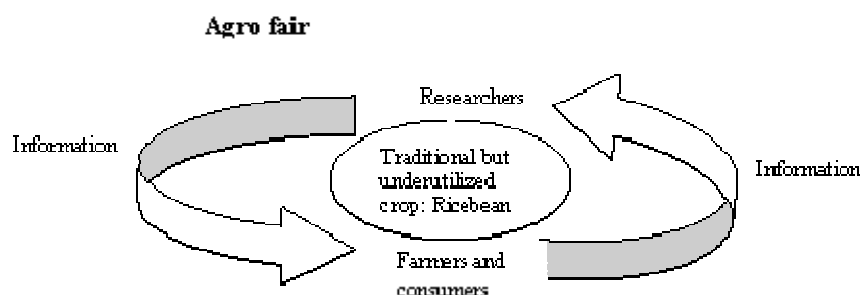 Agro fair
Researchers
Information
Traditional but
underutilized
crop: Ricebean
Information
Farmers and
consumers